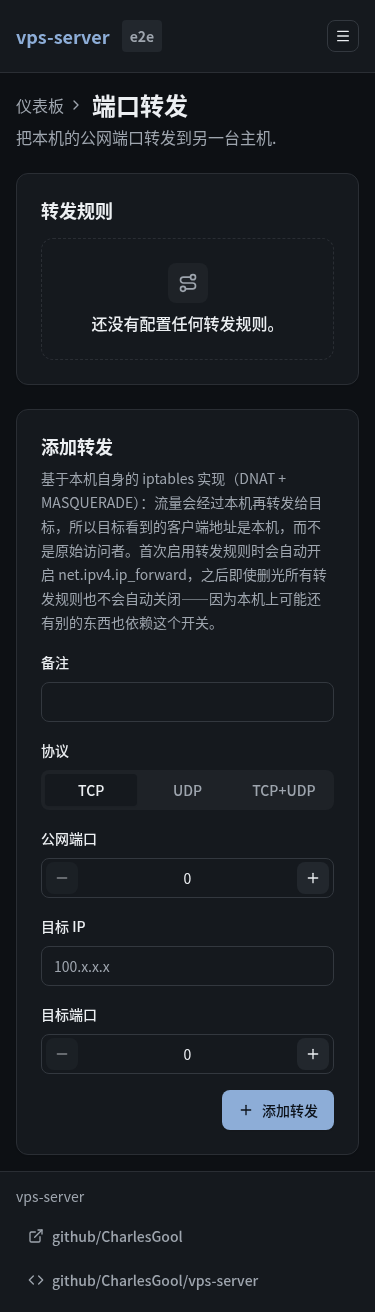 vps-server e2e
仪表板 端口转发
把本机的公网端口转发到另一台主机.
转发规则
还没有配置任何转发规则。
添加转发
基于本机自身的 iptables 实现（DNAT +
MASQUERADE）：流量会经过本机再转发给目
标，所以目标看到的客户端地址是本机，而不
是原始访问者。首次启用转发规则时会自动开
启 net.ipv4.ip_forward，之后即使删光所有转
发规则也不会自动关闭——因为本机上可能还
有别的东西也依赖这个开关。
备注
协议
TCP UDP TCP+UDP
公网端口
0
目标 IP
100.x.x.x
目标端口
0
添加转发
vps-server
github/CharlesGool
github/CharlesGool/vps-server